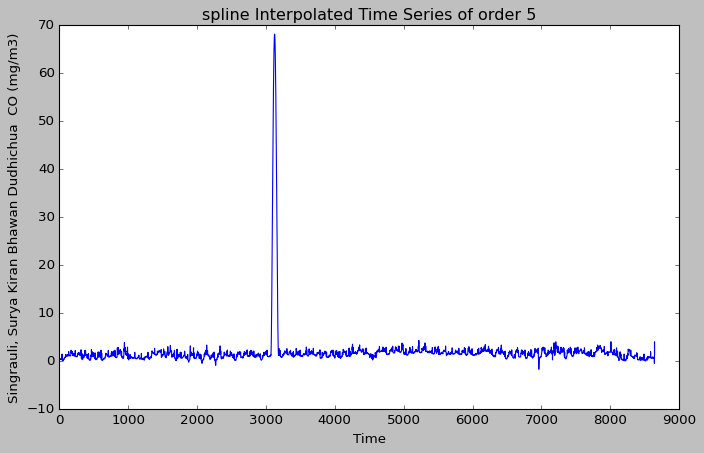 spline Interpolated Time Series of order 5
Singrauli, Surya Kiran Bhawan Dudhichua  CO (mg/m3)
70
60
50
40
30
20
10
0
−10
0 1000 2000 3000 4000 5000 6000 7000 8000 9000
Time